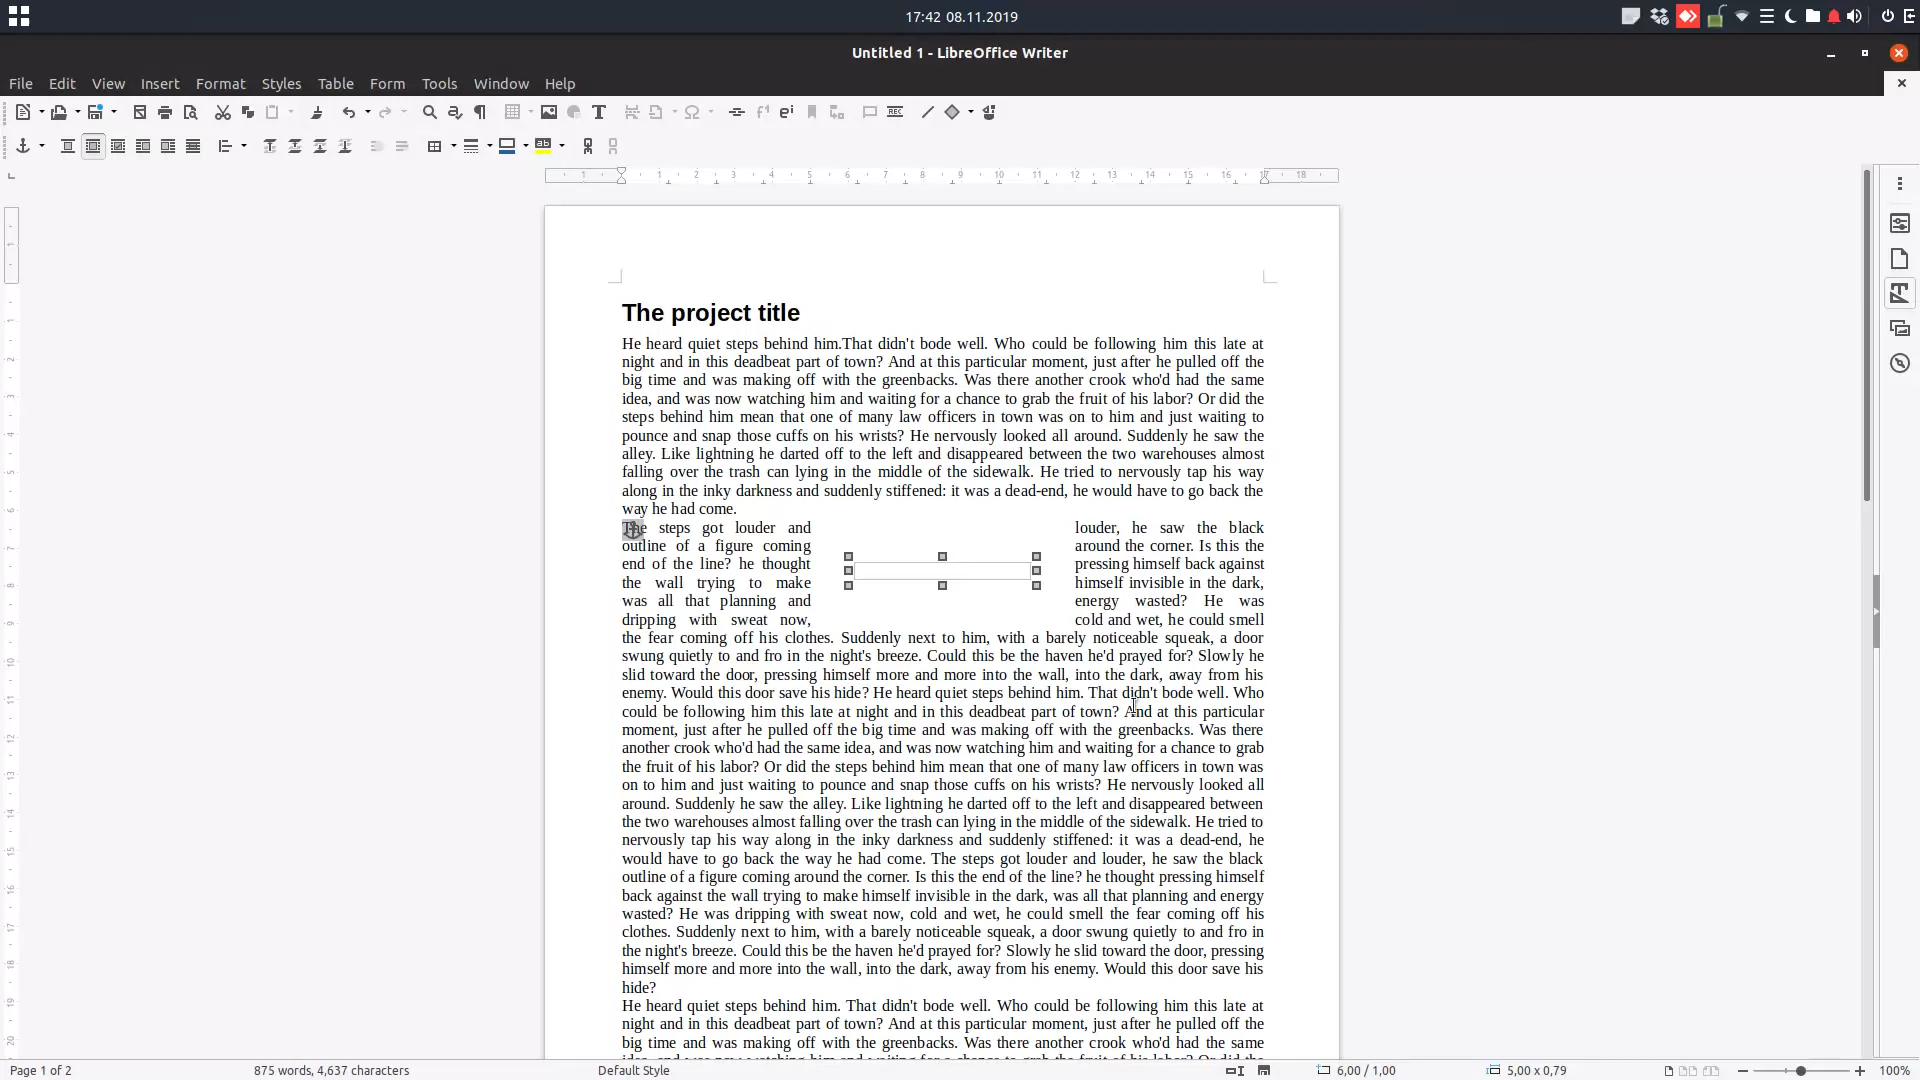 17:42 08.11.2019
Untitled 1 - LibreOffice Writer
File Edit View Insert Format Styles Table Form Tools Window Help
1 1 2 3 4 5 6 7 8 9 10 11 12 13 14 15 16 17 18
The project title
He heard quiet steps behind him.That didn't bode well. Who could be following him this late at
night and in this deadbeat part of town? And at this particular moment, just after he pulled off the
big time and was making off with the greenbacks. Was there another crook who'd had the same
idea, and was now watching him and waiting for a chance to grab the fruit of his labor? Or did the
steps behind him mean that one of many law officers in town was on to him and just waiting to
pounce and snap those cuffs on his wrists? He nervously looked all around. Suddenly he saw the
alley. Like lightning he darted off to the left and disappeared between the two warehouses almost
falling over the trash can lying in the middle of the sidewalk. He tried to nervously tap his way
along in the inky darkness and suddenly stiffened: it was a dead-end, he would have to go back the
way he had come.
The steps got louder and louder, he saw the black
outline of a figure coming around the corner. Is this the
end of the line? he thought pressing himself back against
the wall trying to make himself invisible in the dark,
was all that planning and energy wasted? He was
dripping with sweat now, cold and wet, he could smell
the fear coming off his clothes. Suddenly next to him, with a barely noticeable squeak, a door
swung quietly to and fro in the night's breeze. Could this be the haven he'd prayed for? Slowly he
slid toward the door, pressing himself more and more into the wall, into the dark, away from his
enemy. Would this door save his hide? He heard quiet steps behind him. That didn't bode well. Who
could be following him this late at night and in this deadbeat part of town? And at this particular
moment, just after he pulled off the big time and was making off with the greenbacks. Was there
another crook who'd had the same idea, and was now watching him and waiting for a chance to grab
the fruit of his labor? Or did the steps behind him mean that one of many law officers in town was
on to him and just waiting to pounce and snap those cuffs on his wrists? He nervously looked all
around. Suddenly he saw the alley. Like lightning he darted off to the left and disappeared between
the two warehouses almost falling over the trash can lying in the middle of the sidewalk. He tried to
nervously tap his way along in the inky darkness and suddenly stiffened: it was a dead-end, he
would have to go back the way he had come. The steps got louder and louder, he saw the black
outline of a figure coming around the corner. Is this the end of the line? he thought pressing himself
back against the wall trying to make himself invisible in the dark, was all that planning and energy
wasted? He was dripping with sweat now, cold and wet, he could smell the fear coming off his
clothes. Suddenly next to him, with a barely noticeable squeak, a door swung quietly to and fro in
the night's breeze. Could this be the haven he'd prayed for? Slowly he slid toward the door, pressing
himself more and more into the wall, into the dark, away from his enemy. Would this door save his
hide?
He heard quiet steps behind him. That didn't bode well. Who could be following him this late at
night and in this deadbeat part of town? And at this particular moment, just after he pulled off the
big time and was making off with the greenbacks. Was there another crook who'd had the same
Page 1 of 2 875 words, 4,637 characters Default Style 6,00 / 1,00 5,00 x 0,79 100%